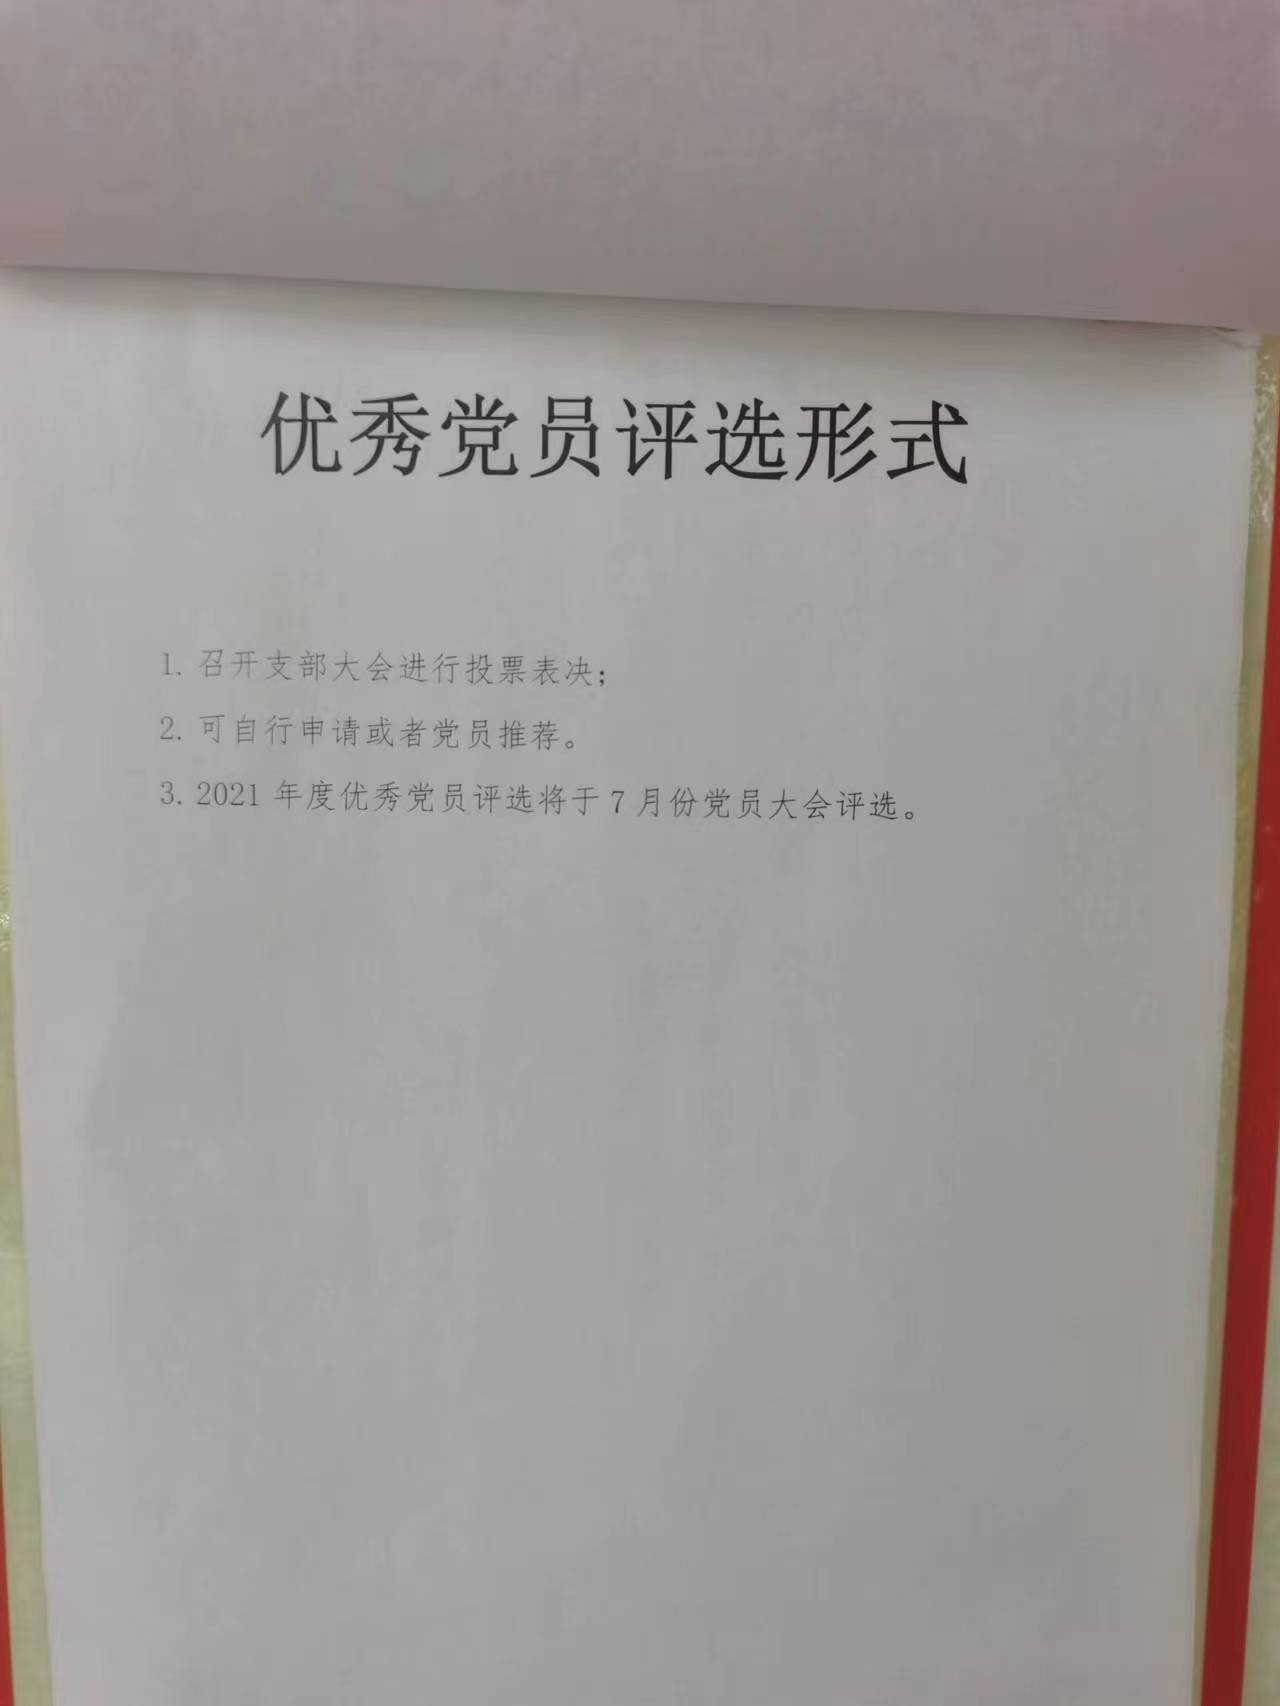 优秀党员评选形式
1. 召开支部大会进行投票表决；
2. 可自行申请或者党员推荐。
3. 2021 年度优秀党员评选将于 7 月份党员大会评选。